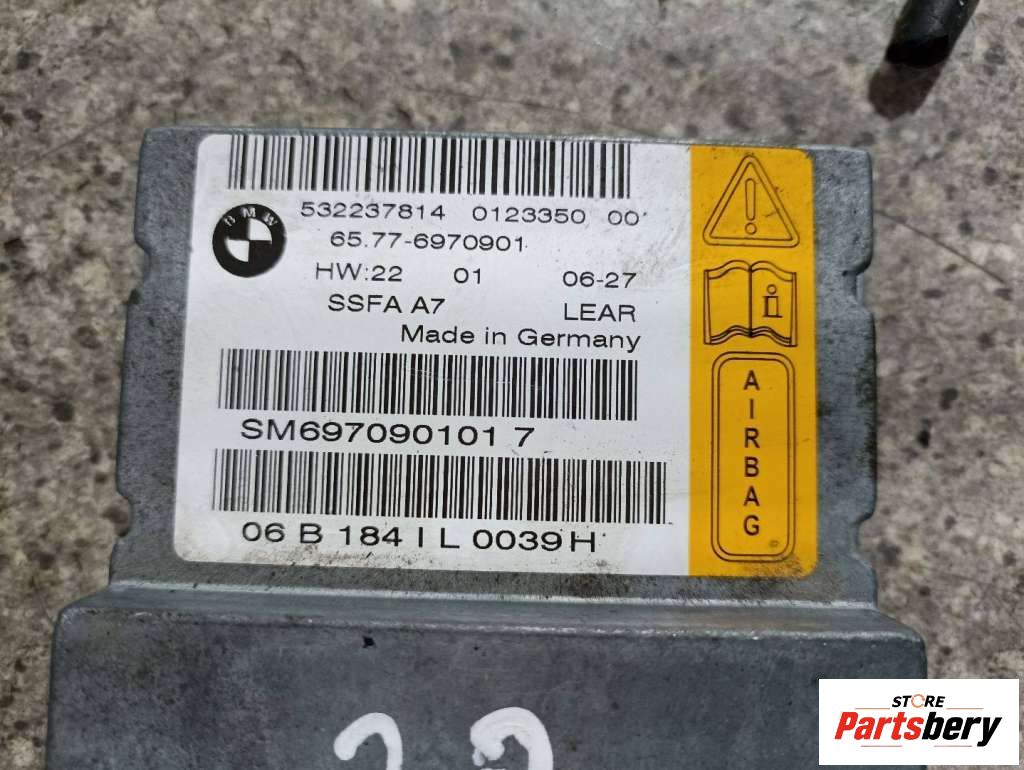 532237814 0123350 00
BMW
65.77-6970901
HW:22 01 06-27
SSFA A7 LEAR
Made in Germany
SM697090101 7
06 B 184 I L 0039 H
AIRBAG
STORE
Partsbery